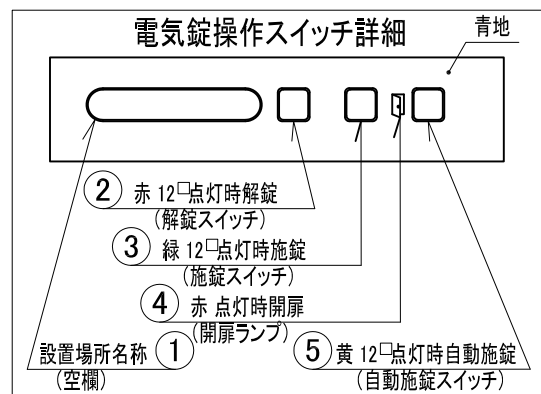 電気錠操作スイッチ詳細
青地
② 赤 12□点灯時解錠
(解錠スイッチ)
③ 緑 12□点灯時施錠
(施錠スイッチ)
④ 赤 点灯時開扉
(開扉ランプ)
設置場所名称 ①
(空欄)
⑤ 黄 12□点灯時自動施錠
(自動施錠スイッチ)